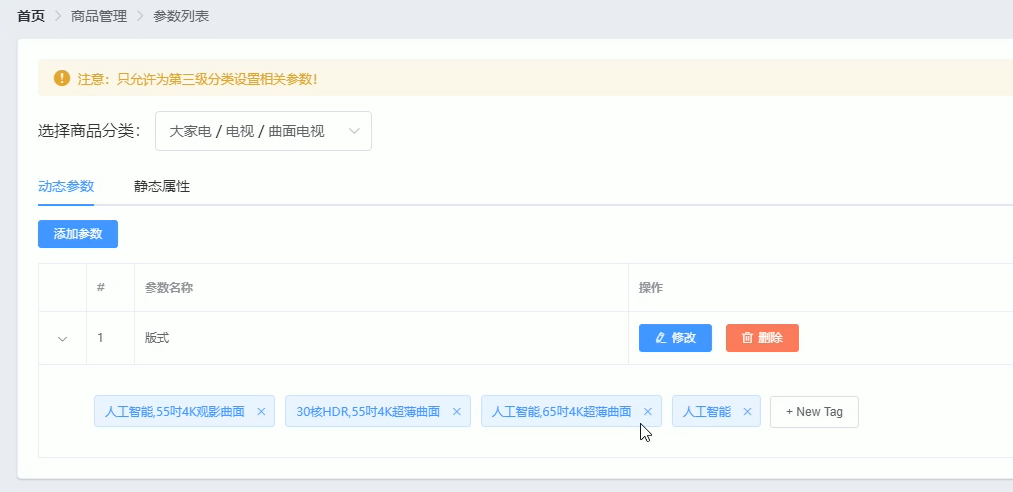 首页 > 商品管理 > 参数列表
注意：只允许为第三级分类设置相关参数！
选择商品分类： 大家电 / 电视 / 曲面电视
动态参数 静态属性
添加参数
# 参数名称 操作
1 版式 修改 删除
人工智能,55吋4K观影曲面 × 30核HDR,55吋4K超薄曲面 × 人工智能,65吋4K超薄曲面 × 人工智能 × + New Tag